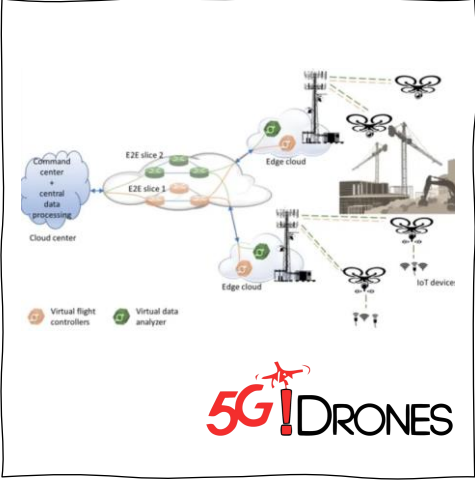 E2E slice 2
Command
center
+
central
data
processing
E2E slice 1
Edge cloud
Cloud center
Edge cloud
IoT device
Virtual flight
controllers
Virtual data
analyzer
5G!DRONES